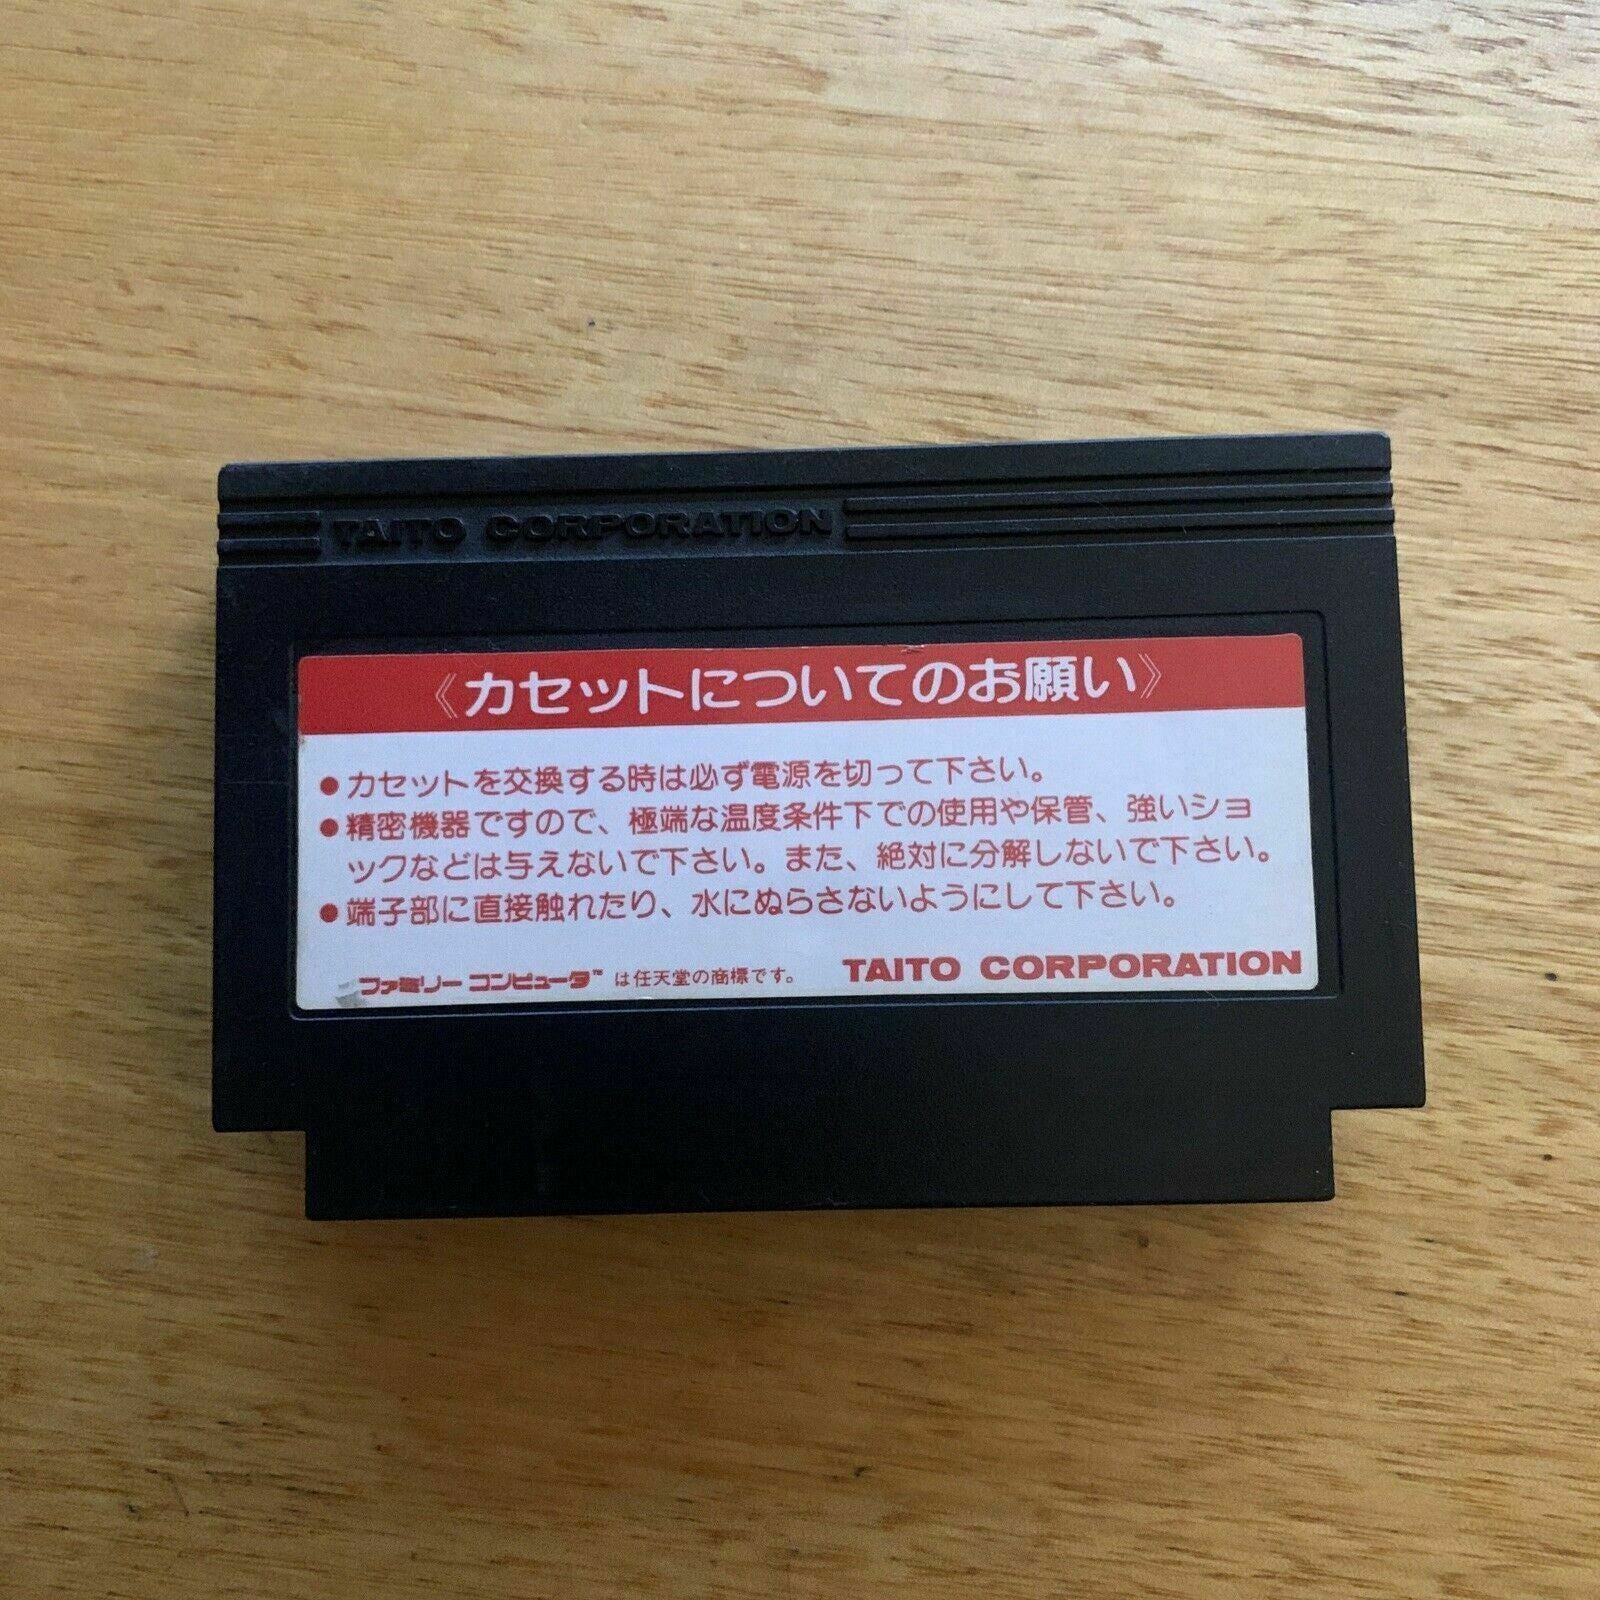 TAITO CORPORATION
《カセットについてのお願い》
●カセットを交換する時は必ず電源を切って下さい。
●精密機器ですので、極端な温度条件下での使用や保管、強いショ
ックなどは与えないで下さい。また、絶対に分解しないで下さい。
●端子部に直接触れたり、水にぬらさないようにして下さい。
ファミリーコンピュータ™ は任天堂の商標です。 TAITO CORPORATION